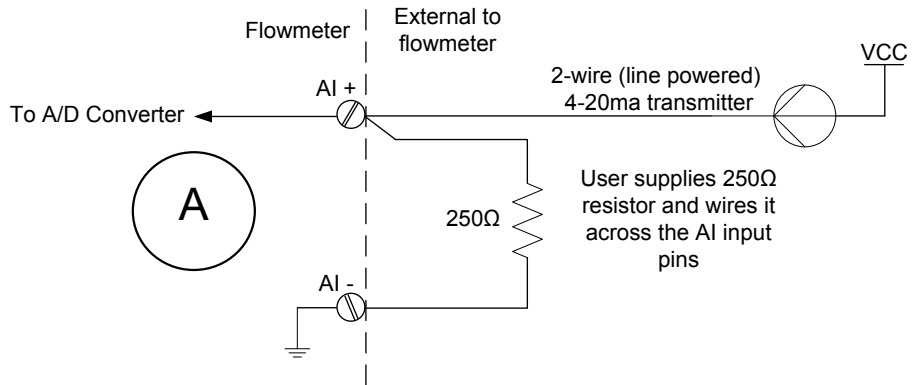 Flowmeter
External to
flowmeter
VCC
AI +
2-wire (line powered)
4-20ma transmitter
To A/D Converter
A
250Ω
User supplies 250Ω
resistor and wires it
across the AI input
pins
AI -